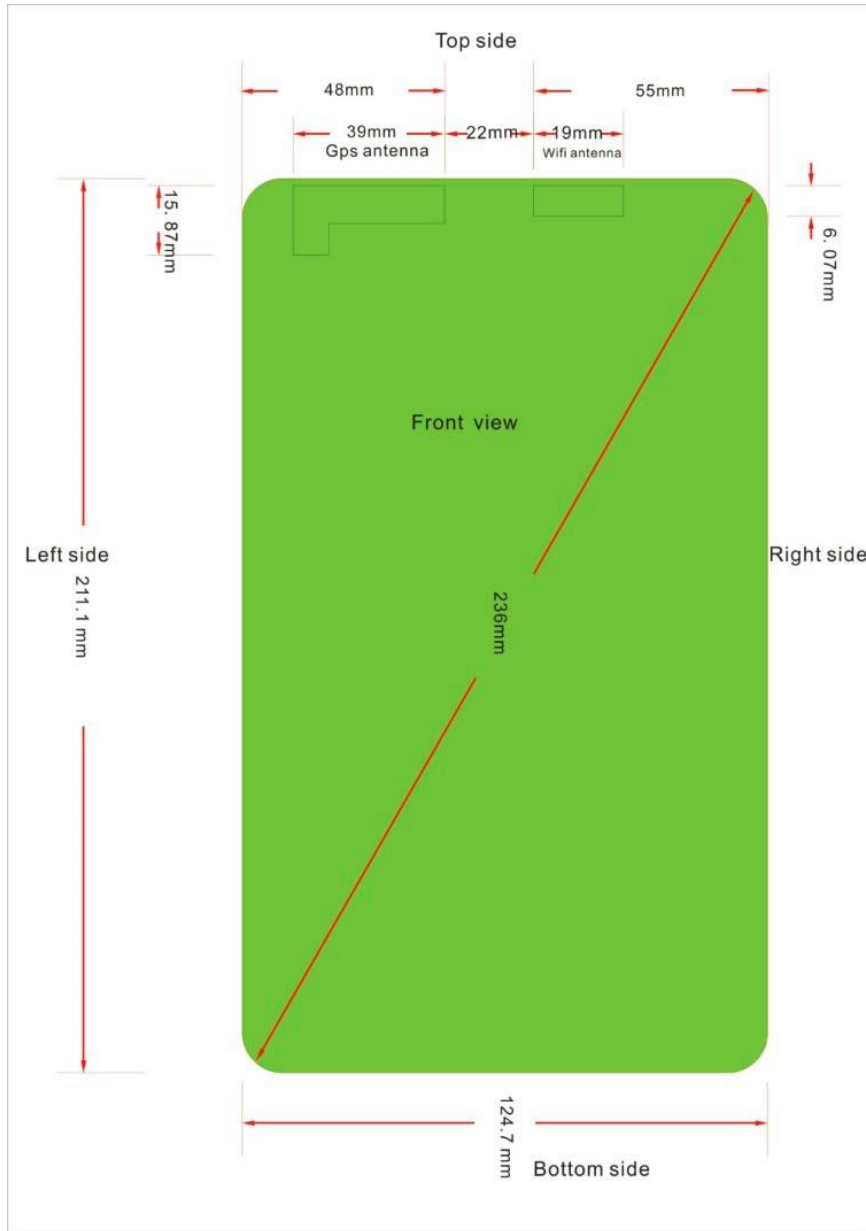 Top side
48mm
55mm
39mm
22mm
19mm
Gps antenna
Wifi antenna
15. 87mm
6. 07mm
Front view
Left side
Right side
211.1 mm
236mm
124.7 mm
Bottom side